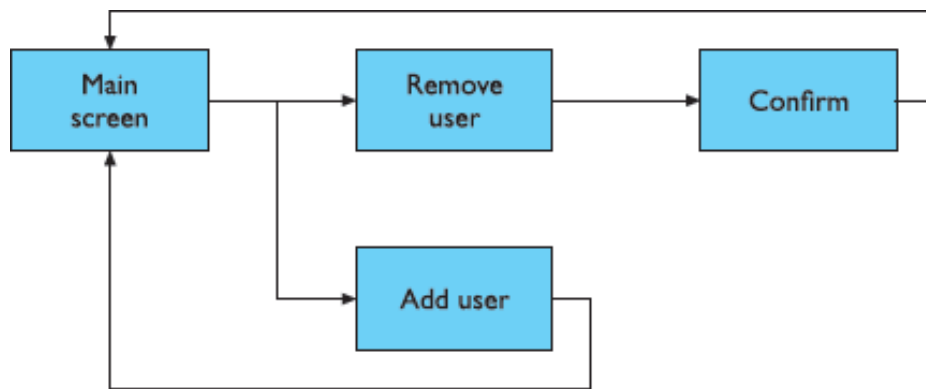 Main
screen
Remove
user
Confirm
Add user